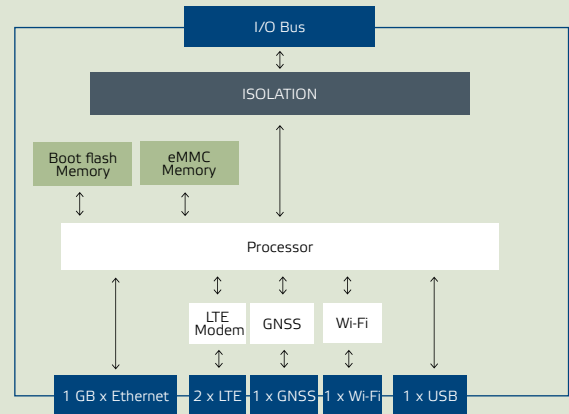 I/O Bus
ISOLATION
Boot flash
Memory
eMMC
Memory
Processor
LTE
Modem
GNSS
Wi-Fi
1 GB x Ethernet
2 x LTE
1 x GNSS
1 x Wi-Fi
1 x USB